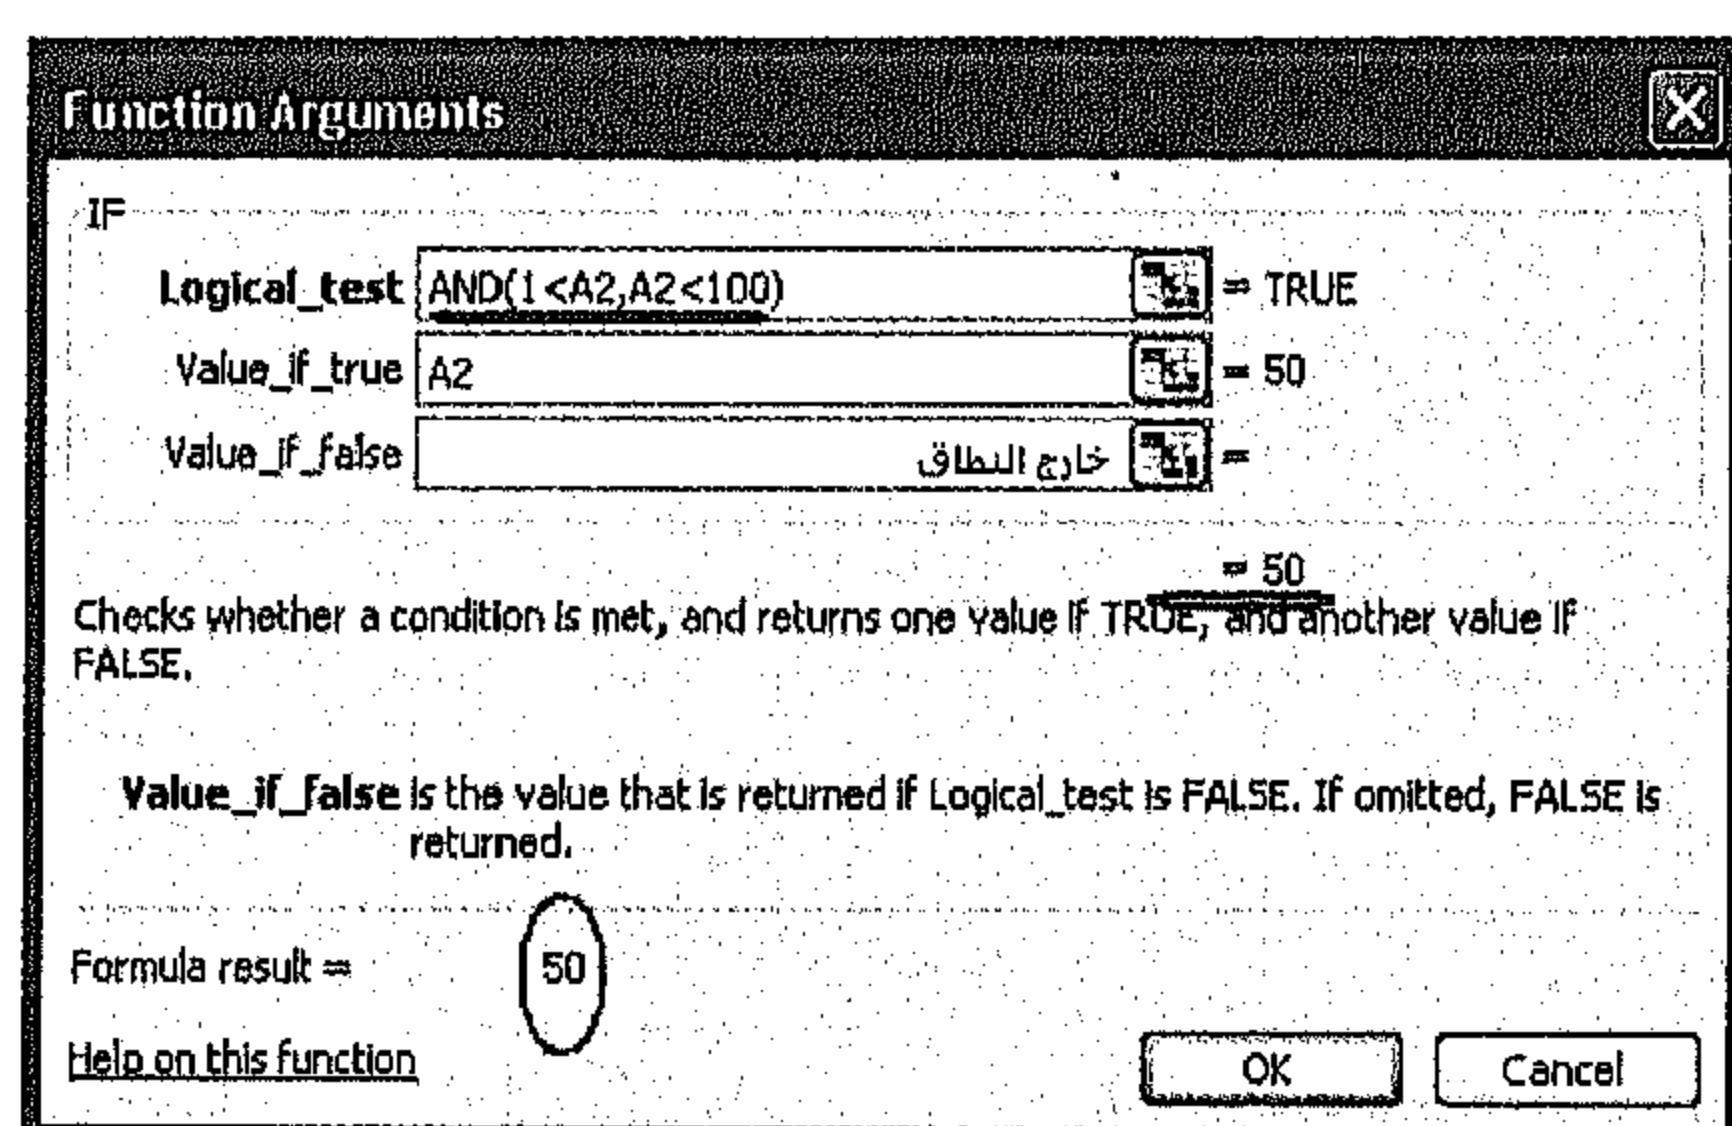 Function Arguments
IF
Logical_test AND(1<A2,A2<100) = TRUE
Value_if_true A2 = 50
Value_if_false خارج النطاق =
= 50
Checks whether a condition is met, and returns one value if TRUE, and another value if
FALSE.
Value_if_false is the value that is returned if Logical_test is FALSE. If omitted, FALSE is
returned.
Formula result = 50
Help on this function
OK Cancel